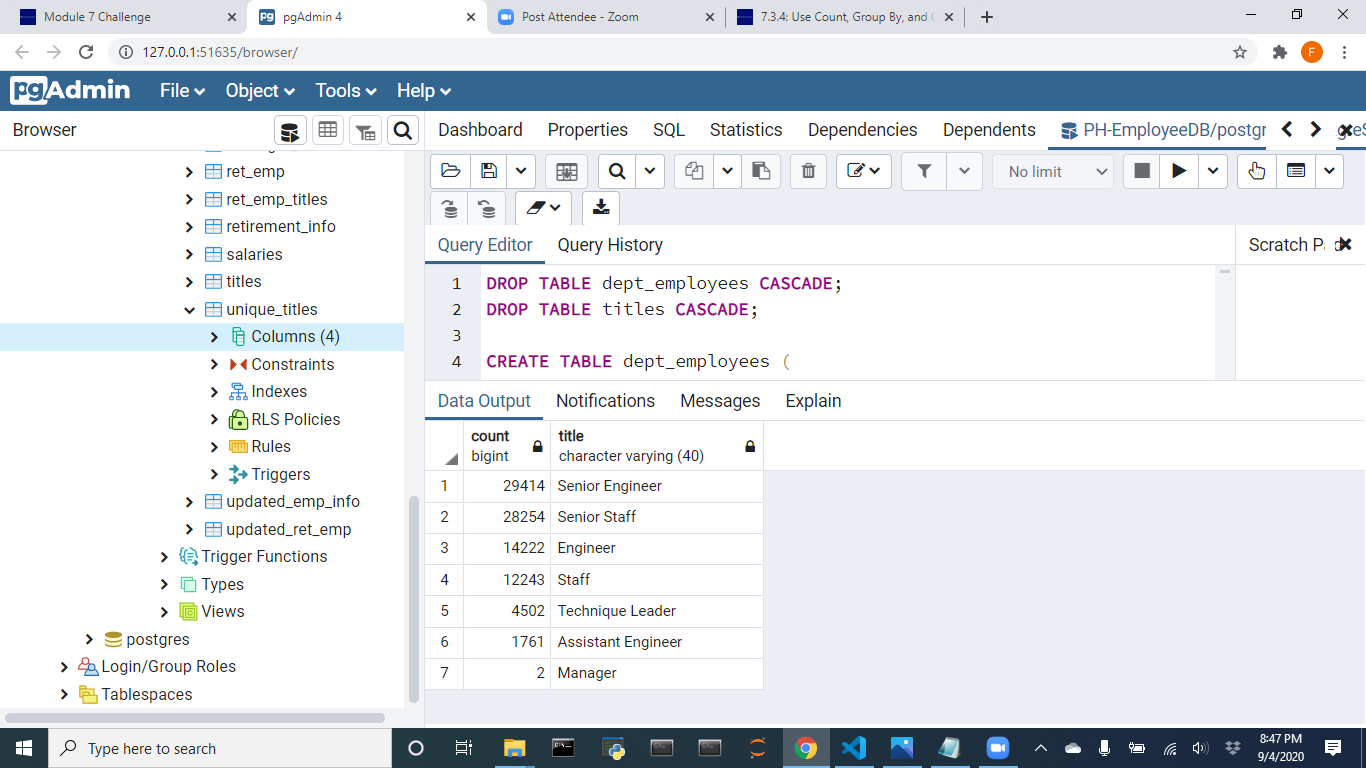 Module 7 Challenge
pgAdmin 4
Post Attendee - Zoom
7.3.4: Use Count, Group By, and
127.0.0.1:51635/browser/
F
pgAdmin File Object Tools Help
Browser
Dashboard Properties SQL Statistics Dependencies Dependents PH-EmployeeDB/postgr
ret_emp
ret_emp_titles
retirement_info
salaries
titles
unique_titles
Columns (4)
Constraints
Indexes
RLS Policies
Rules
Triggers
updated_emp_info
updated_ret_emp
Trigger Functions
Types
Views
postgres
Login/Group Roles
Tablespaces
No limit
Query Editor Query History
Scratch P
1 DROP TABLE dept_employees CASCADE;
2 DROP TABLE titles CASCADE;
3
4 CREATE TABLE dept_employees (
Data Output Notifications Messages Explain
count title
bigint character varying (40)
1 29414 Senior Engineer
2 28254 Senior Staff
3 14222 Engineer
4 12243 Staff
5 4502 Technique Leader
6 1761 Assistant Engineer
7 2 Manager
Type here to search
8:47 PM
9/4/2020